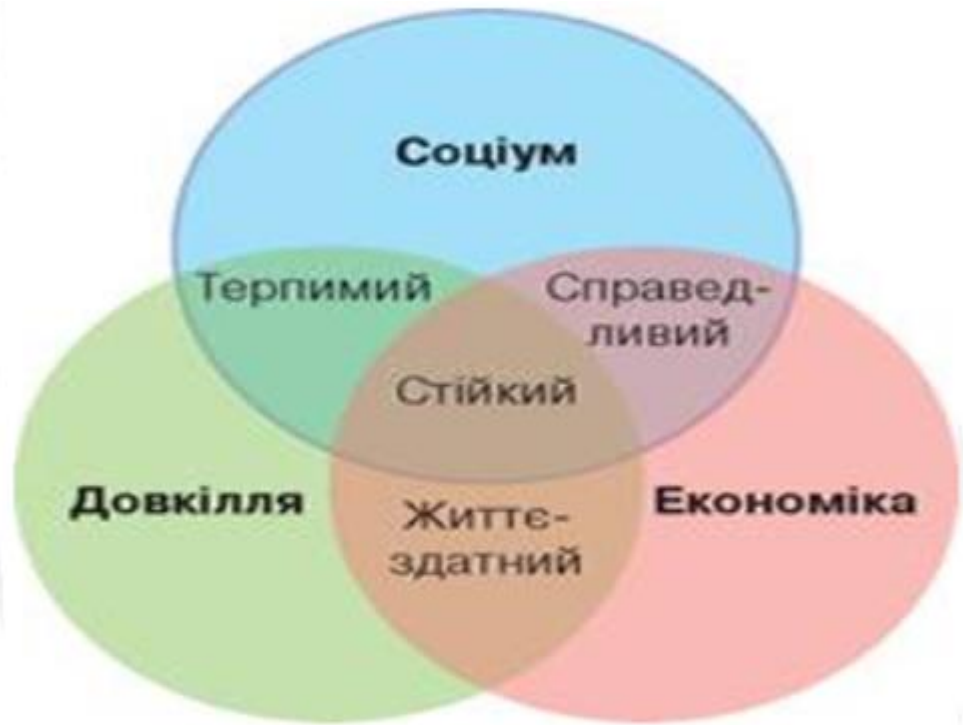 Соціум
Терпимий
Справед-
ливий
Стійкий
Довкілля
Життє-
здатний
Економіка